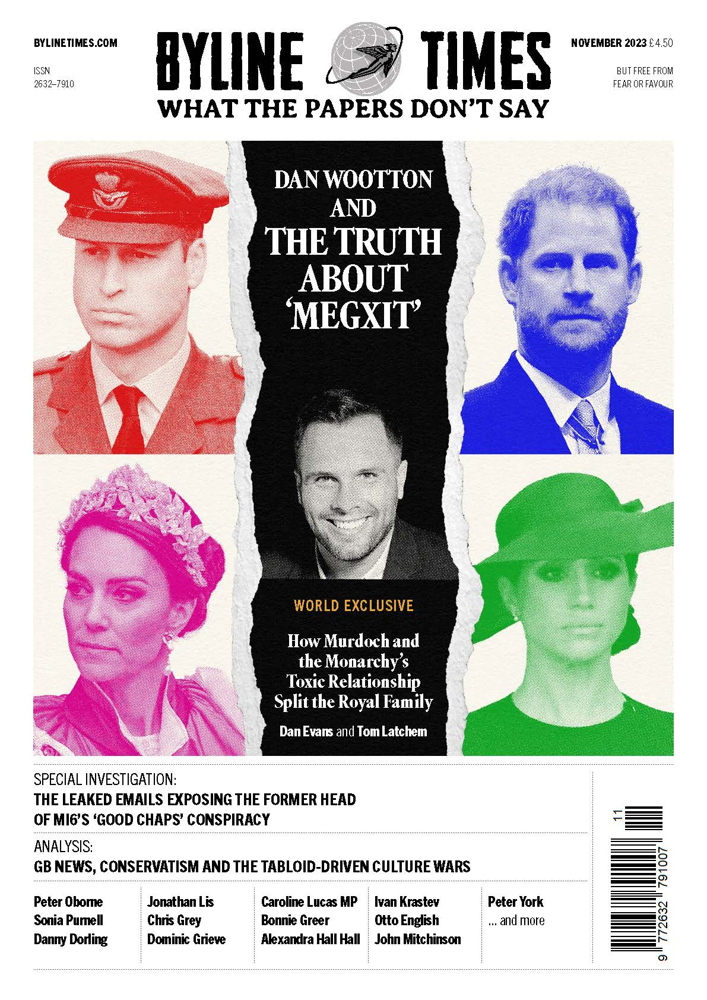 BYLINETIMES.COM
ISSN
2632–7910
BYLINE TIMES
WHAT THE PAPERS DON'T SAY
NOVEMBER 2023 £4.50
BUT FREE FROM
FEAR OR FAVOUR
DAN WOOTTON
AND
THE TRUTH
ABOUT
‘MEGXIT’
WORLD EXCLUSIVE
How Murdoch and
the Monarchy’s
Toxic Relationship
Split the Royal Family
Dan Evans and Tom Latchem
SPECIAL INVESTIGATION:
THE LEAKED EMAILS EXPOSING THE FORMER HEAD
OF MI6’S ‘GOOD CHAPS’ CONSPIRACY
ANALYSIS:
GB NEWS, CONSERVATISM AND THE TABLOID-DRIVEN CULTURE WARS
Peter Oborne
Sonia Purnell
Danny Dorling
Jonathan Lis
Chris Grey
Dominic Grieve
Caroline Lucas MP
Bonnie Greer
Alexandra Hall Hall
Ivan Krastev
Otto English
John Mitchinson
Peter York
... and more
11
9 772632 791007